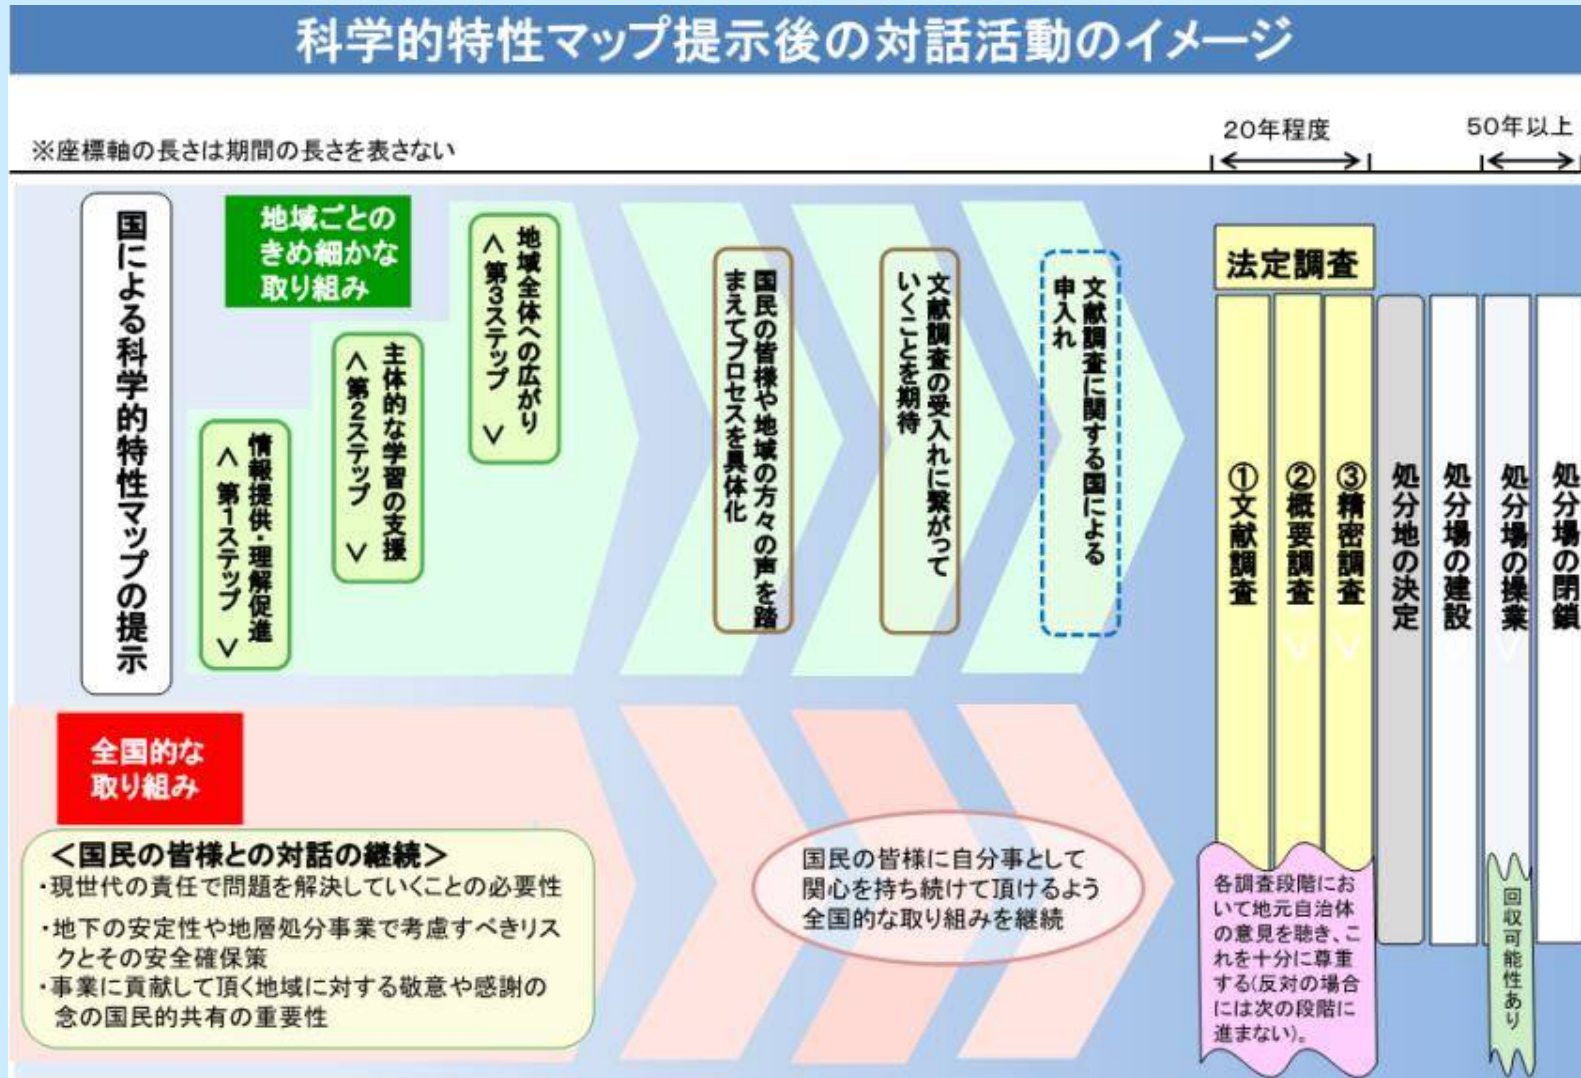 科学的特性マップ提示後の対話活動のイメージ
※座標軸の長さは期間の長さを表さない
20年程度
50年以上
国による科学的特性マップの提示
地域ごとの
きめ細かな
取り組み
情報提供・理解促進
<第1ステップ>
主体的な学習の支援
<第2ステップ>
地域全体への広がり
<第3ステップ>
国民の皆様や地域の方々の声を踏
まえてプロセスを具体化
文献調査の受入れに繋がって
いくことを期待
文献調査に関する国による
申入れ
法定調査
①文献調査
②概要調査
③精密調査
処分地の決定
処分場の建設
処分場の操業
処分場の閉鎖
全国的な
取り組み
<国民の皆様との対話の継続>
・現世代の責任で問題を解決していくことの必要性
・地下の安定性や地層処分事業で考慮すべきリス
クとその安全確保策
・事業に貢献して頂く地域に対する敬意や感謝の
念の国民的共有の重要性
国民の皆様に自分事として
関心を持ち続けて頂けるよう
全国的な取り組みを継続
各調査段階にお
いて地元自治体
の意見を聴き、こ
れを十分に尊重
する(反対の場合
には次の段階に
進まない)。
回収可能性あり